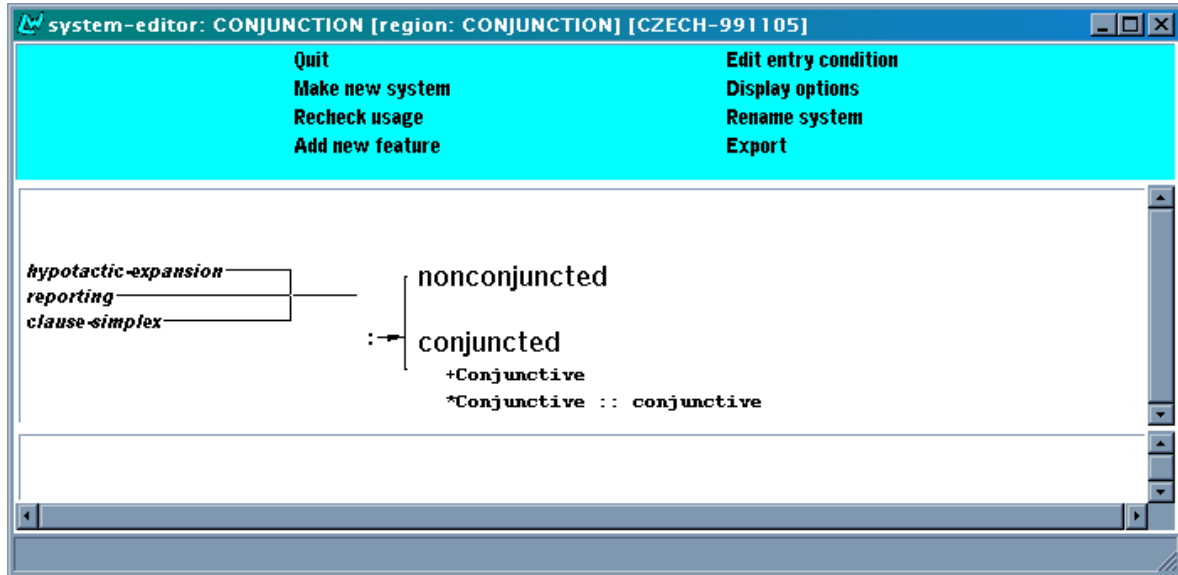 system-editor: CONJUNCTION [region: CONJUNCTION] [CZECH-991105]
Quit
Edit entry condition
Make new system
Display options
Recheck usage
Rename system
Add new feature
Export
hypotactic-expansion
reporting
clause-simplex
nonconjuncted
:
conjuncted
+Conjunctive
*Conjunctive :: conjunctive